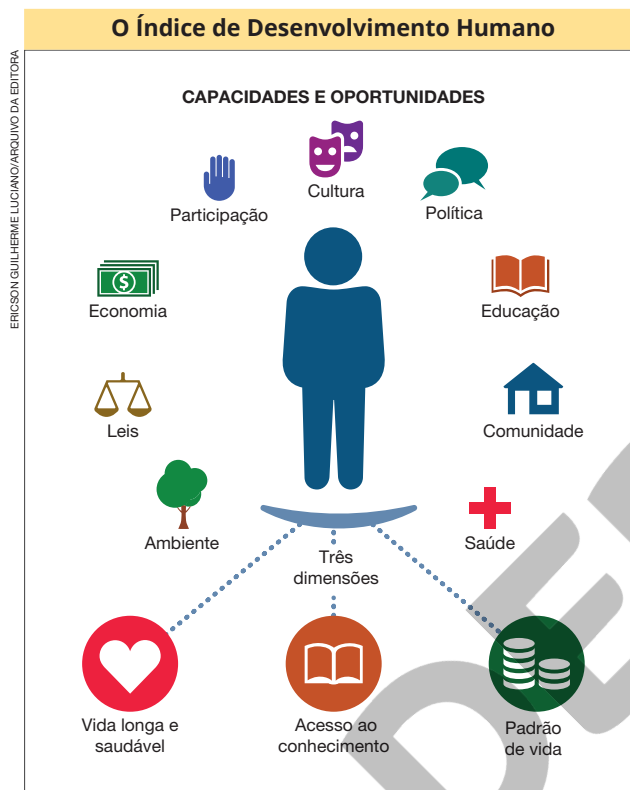 O Índice de Desenvolvimento Humano
ERICSON GUILHERME LUCIANO/ARQUIVO DA EDITORA
CAPACIDADES E OPORTUNIDADES
Cultura
Participação
Política
Economia
Educação
Leis
Comunidade
Ambiente
Saúde
Três
dimensões
Vida longa e
saudável
Acesso ao
conhecimento
Padrão
de vida